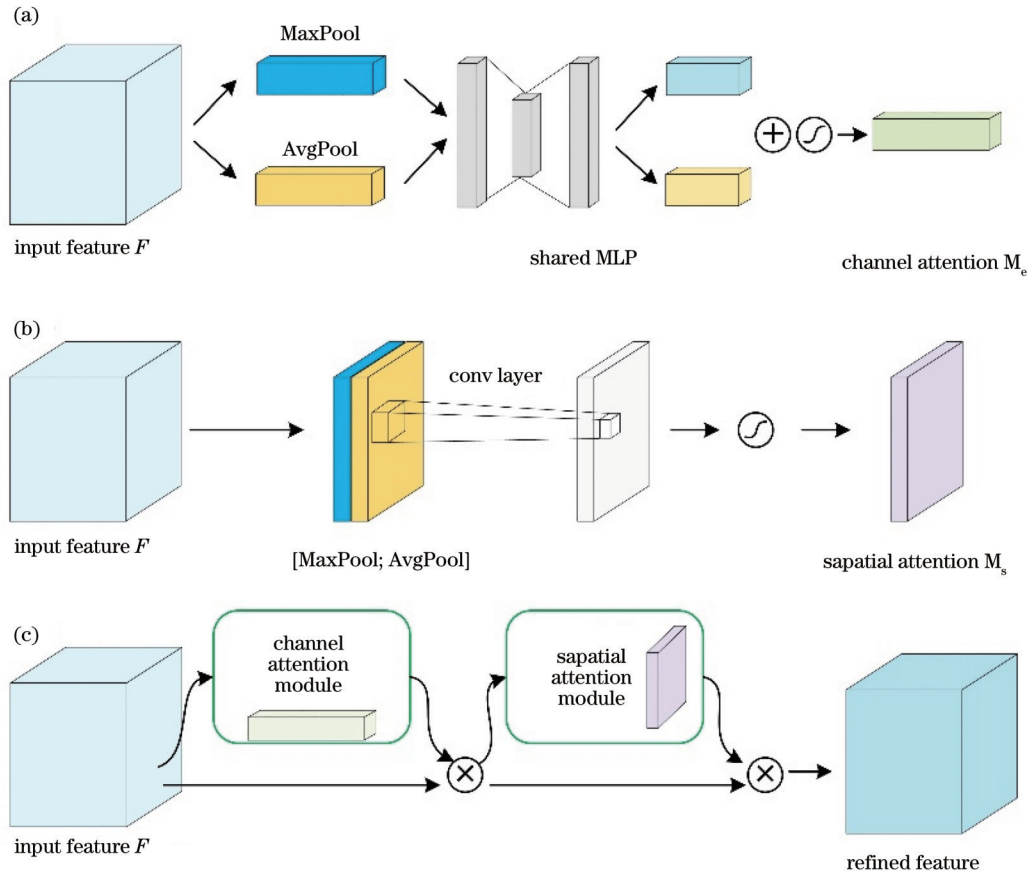 (a)
MaxPool
AvgPool
input feature F
shared MLP
channel attention Mₑ
(b)
conv layer
input feature F
[MaxPool; AvgPool]
sapatial attention Mₛ
(c)
channel
attention
module
sapatial
attention
module
input feature F
refined feature